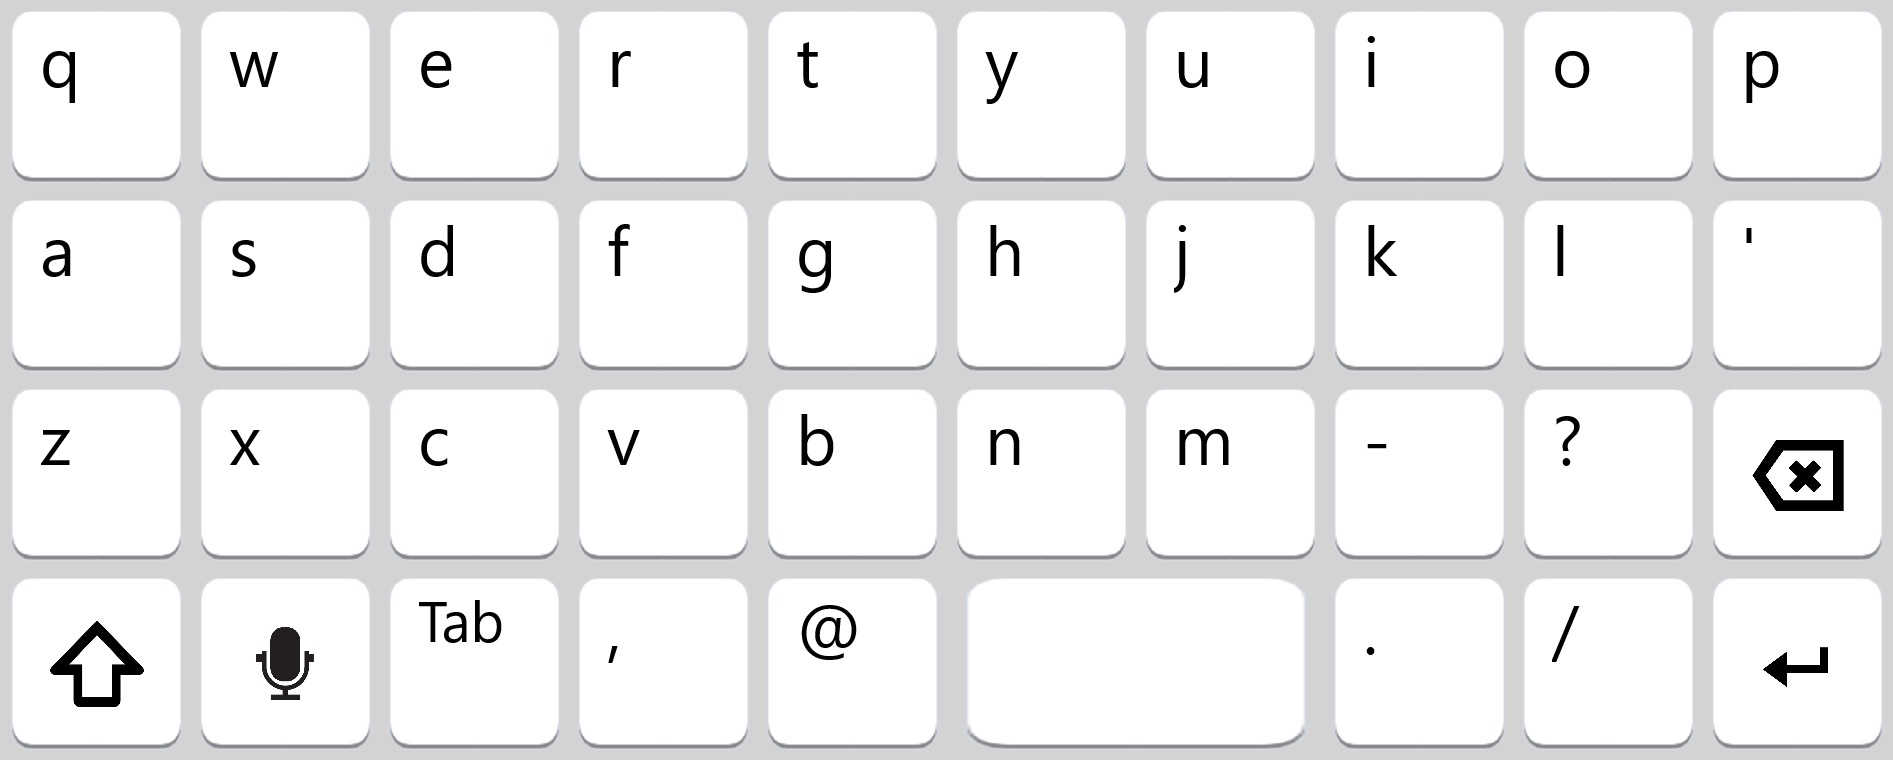 q w e r t y u i o p
a s d f g h j k l '
z x c v b n m - ?
Tab , @ . /